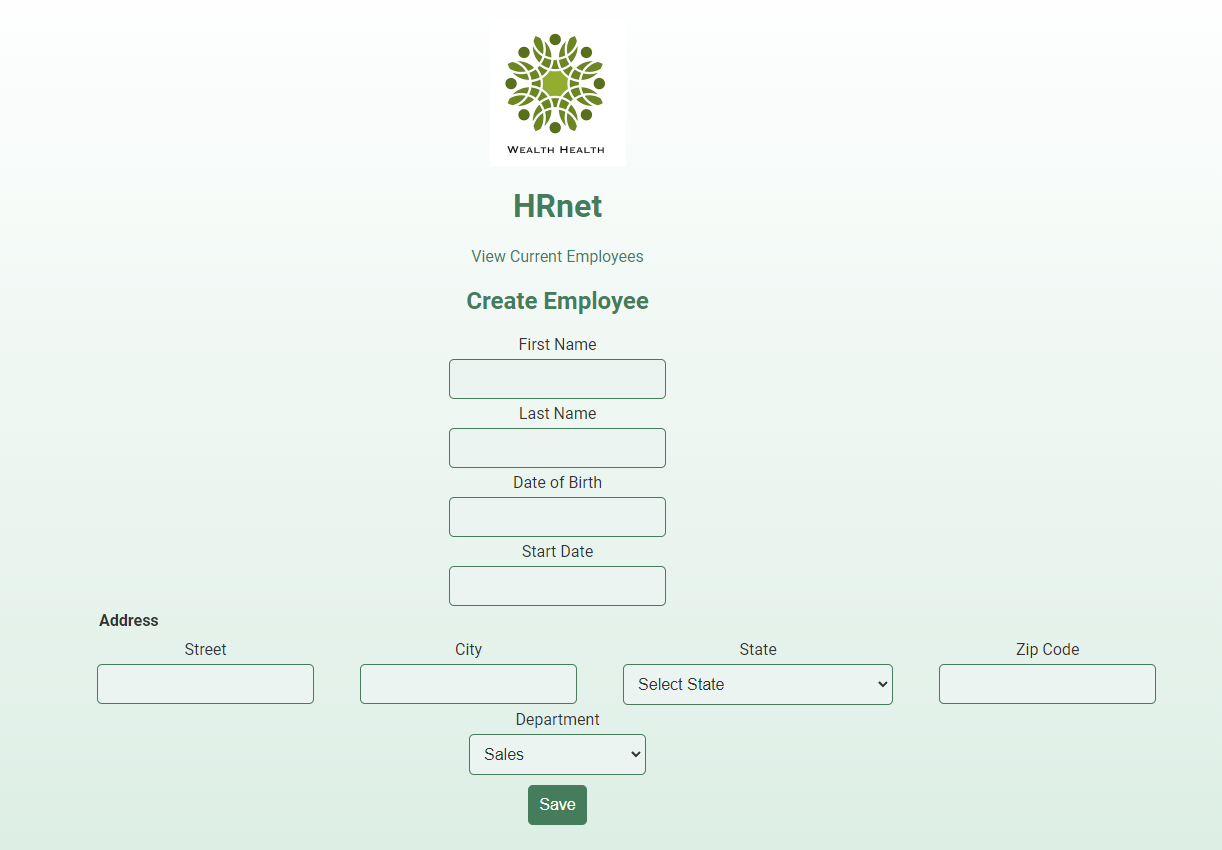 WEALTH HEALTH
HRnet
View Current Employees
Create Employee
First Name
Last Name
Date of Birth
Start Date
Address
Street City State Zip Code
Select State
Department
Sales
Save